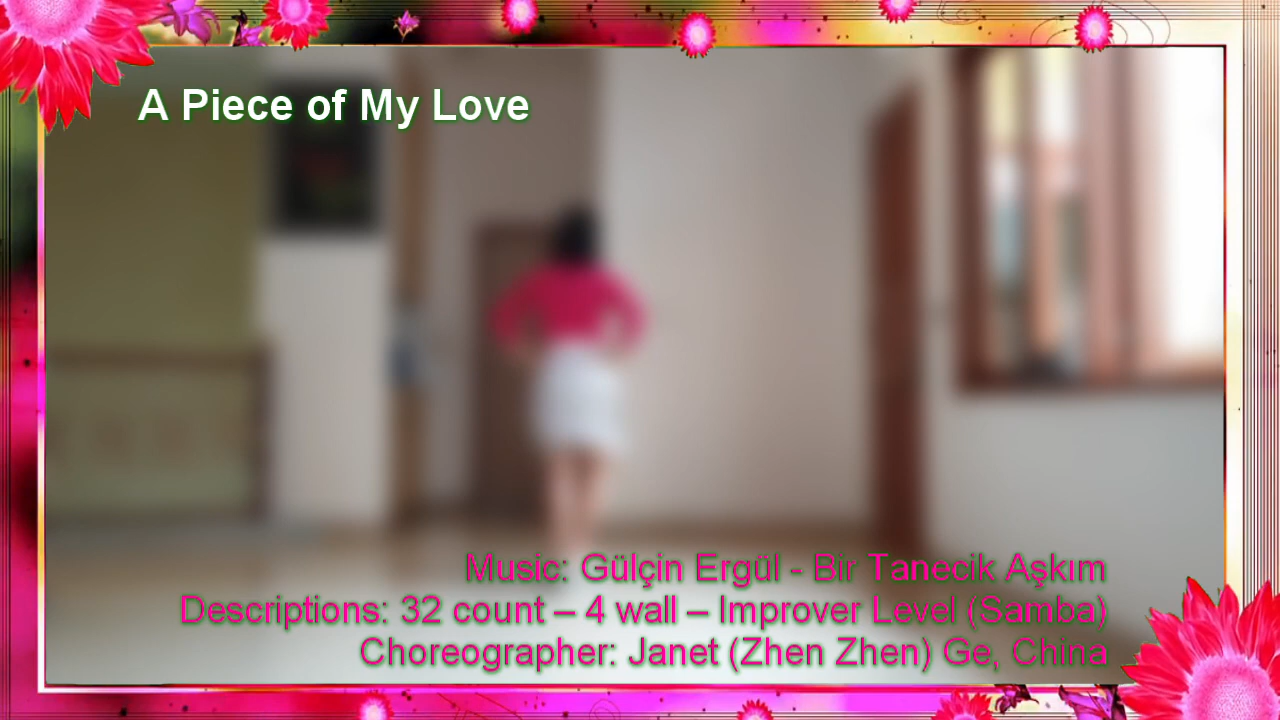 A Piece of My Love
Music: Gülçin Ergül - Bir Tanecik Aşkım
Descriptions: 32 count – 4 wall – Improver Level (Samba)
Choreographer: Janet (Zhen Zhen) Ge, China